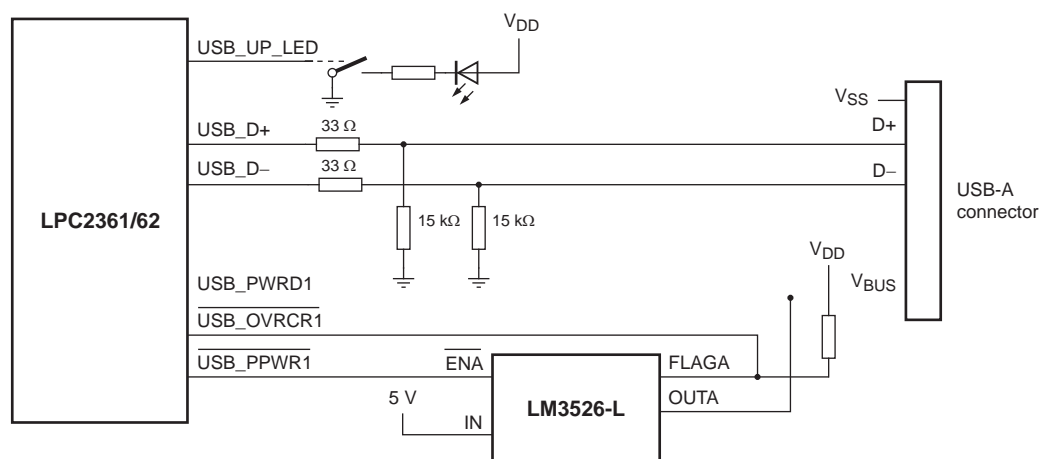 USB_UP_LED
VDD
VSS
USB_D+
33 Ω
D+
USB_D−
33 Ω
D−
USB-A
connector
LPC2361/62
15 kΩ
15 kΩ
VDD
USB_PWRD1
VBUS
USB_OVRCR1
USB_PPWR1
ENA
FLAGA
5 V
LM3526-L
OUTA
IN